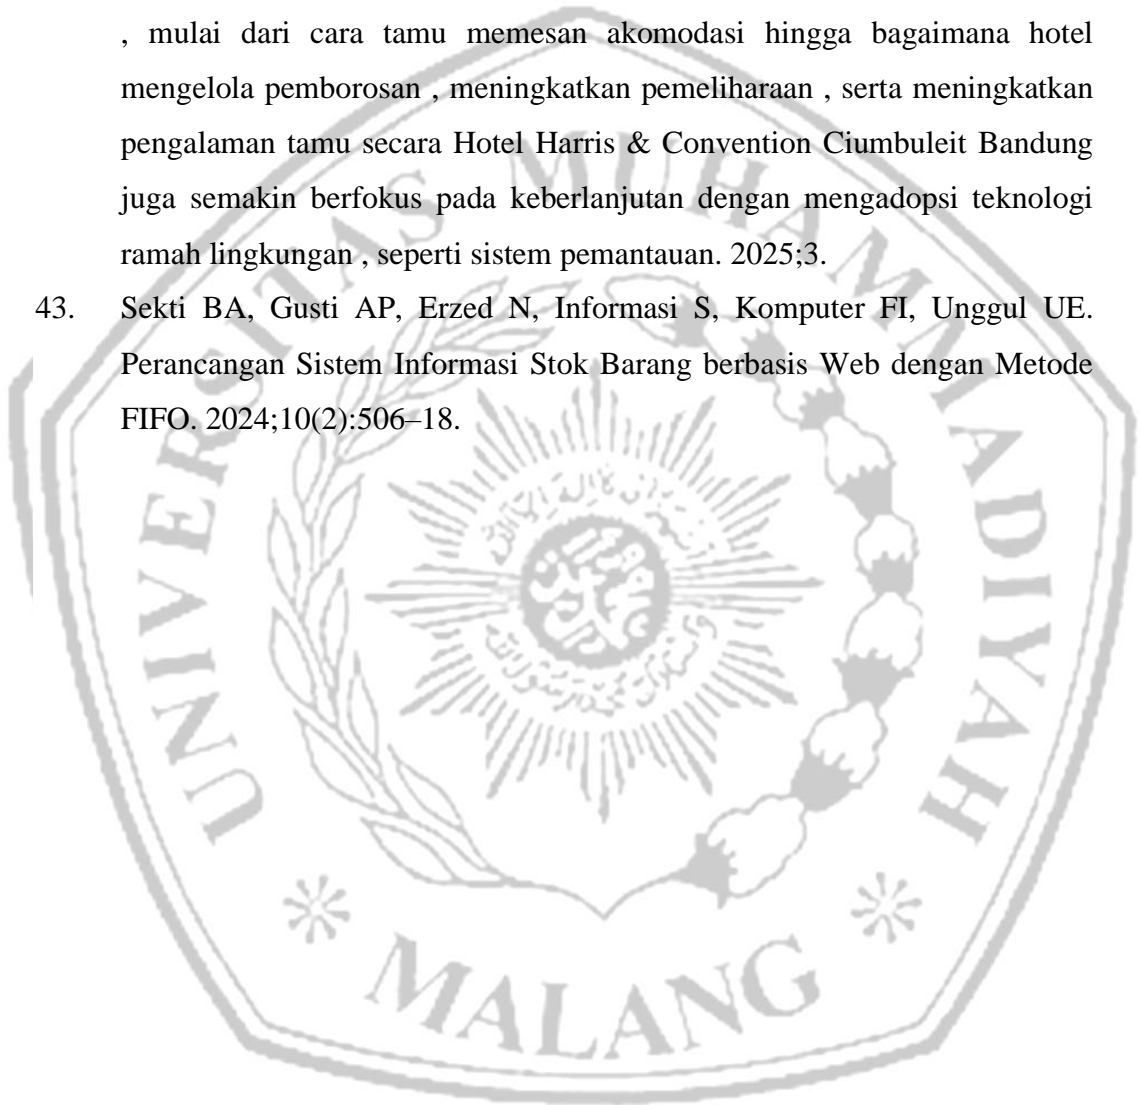 , mulai dari cara tamu memesan akomodasi hingga bagaimana hotel
mengelola pemborosan , meningkatkan pemeliharaan , serta meningkatkan
pengalaman tamu secara Hotel Harris & Convention Ciumbuleit Bandung
juga semakin berfokus pada keberlanjutan dengan mengadopsi teknologi
ramah lingkungan , seperti sistem pemantauan. 2025;3.
43. Sekti BA, Gusti AP, Erzed N, Informasi S, Komputer FI, Unggul UE.
Perancangan Sistem Informasi Stok Barang berbasis Web dengan Metode
FIFO. 2024;10(2):506–18.
UNIVERSITAS MUHAMMADIYAH
MALANG